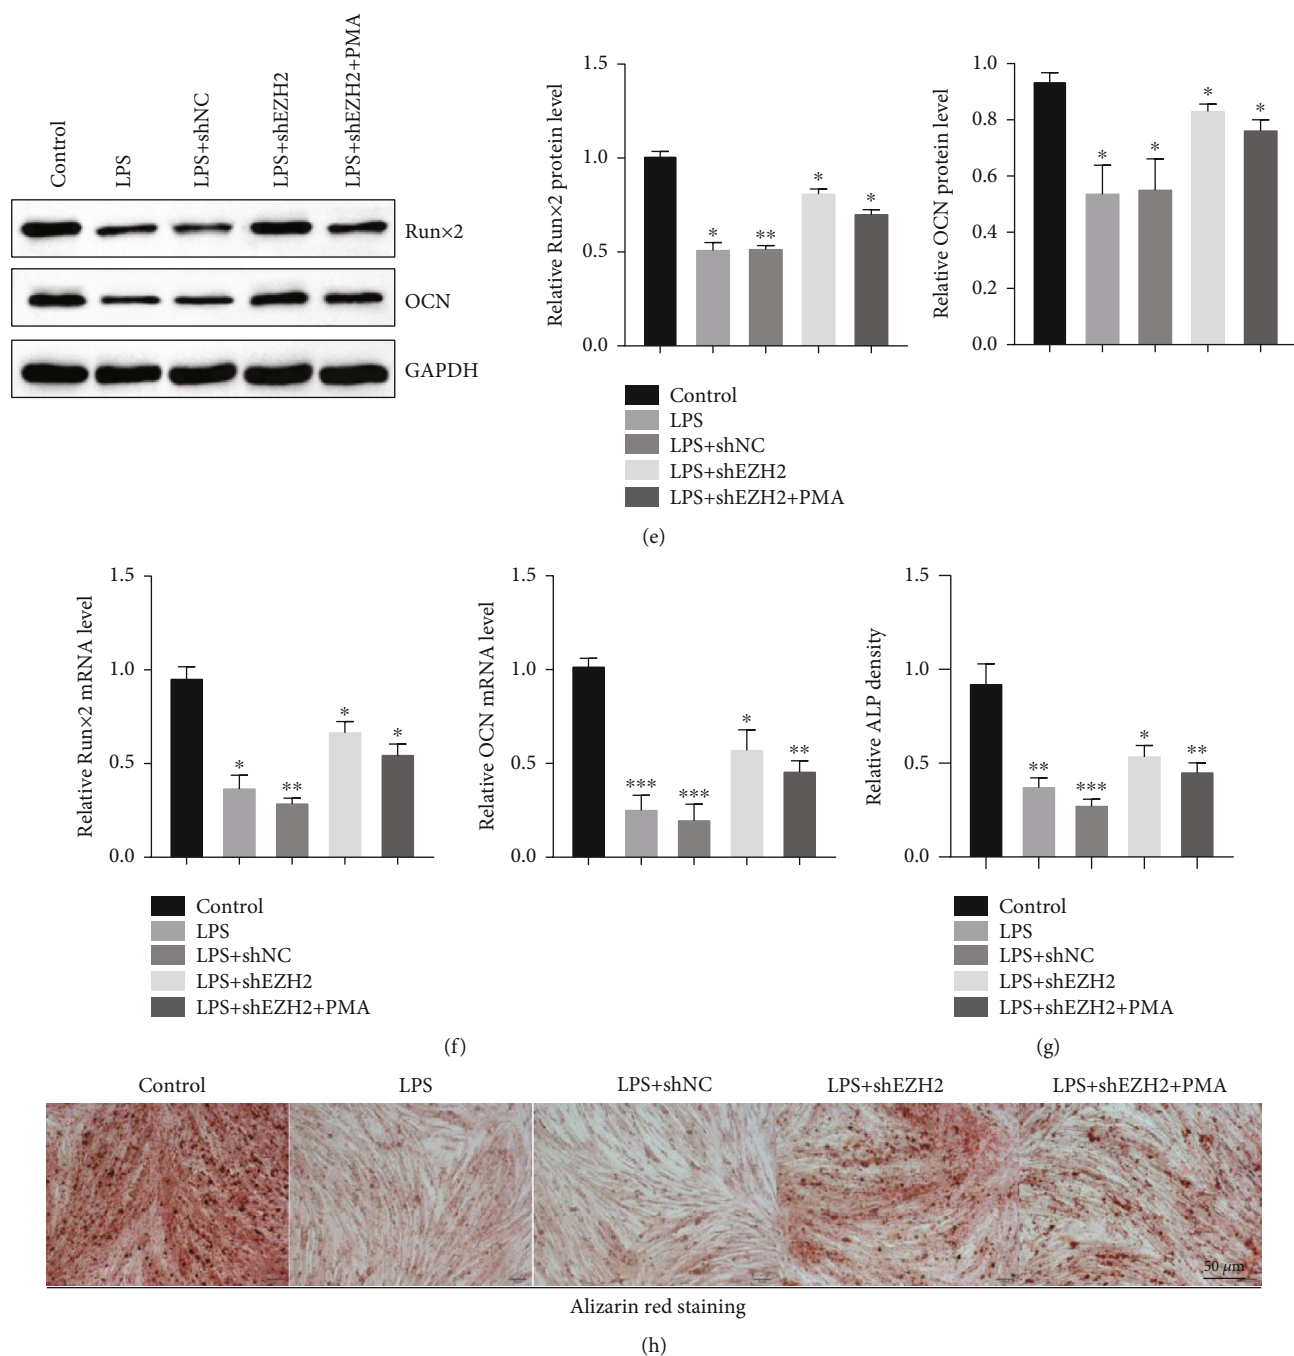 Control
LPS
LPS+shNC
LPS+shEZH2
LPS+shEZH2+PMA
Run×2
OCN
GAPDH
Relative Run×2 protein level
1.5
1.0
0.5
0.0
*
**
*
*
Relative OCN protein level
1.0
0.8
0.6
0.4
0.2
0.0
*
*
*
*
Control
LPS
LPS+shNC
LPS+shEZH2
LPS+shEZH2+PMA
(e)
Relative Run×2 mRNA level
1.5
1.0
0.5
0.0
*
**
*
*
Relative OCN mRNA level
1.5
1.0
0.5
0.0
***
***
*
**
Control
LPS
LPS+shNC
LPS+shEZH2
LPS+shEZH2+PMA
(f)
Relative ALP density
1.5
1.0
0.5
0.0
**
***
*
**
Control
LPS
LPS+shNC
LPS+shEZH2
LPS+shEZH2+PMA
(g)
Control
LPS
LPS+shNC
LPS+shEZH2
LPS+shEZH2+PMA
50 μm
Alizarin red staining
(h)